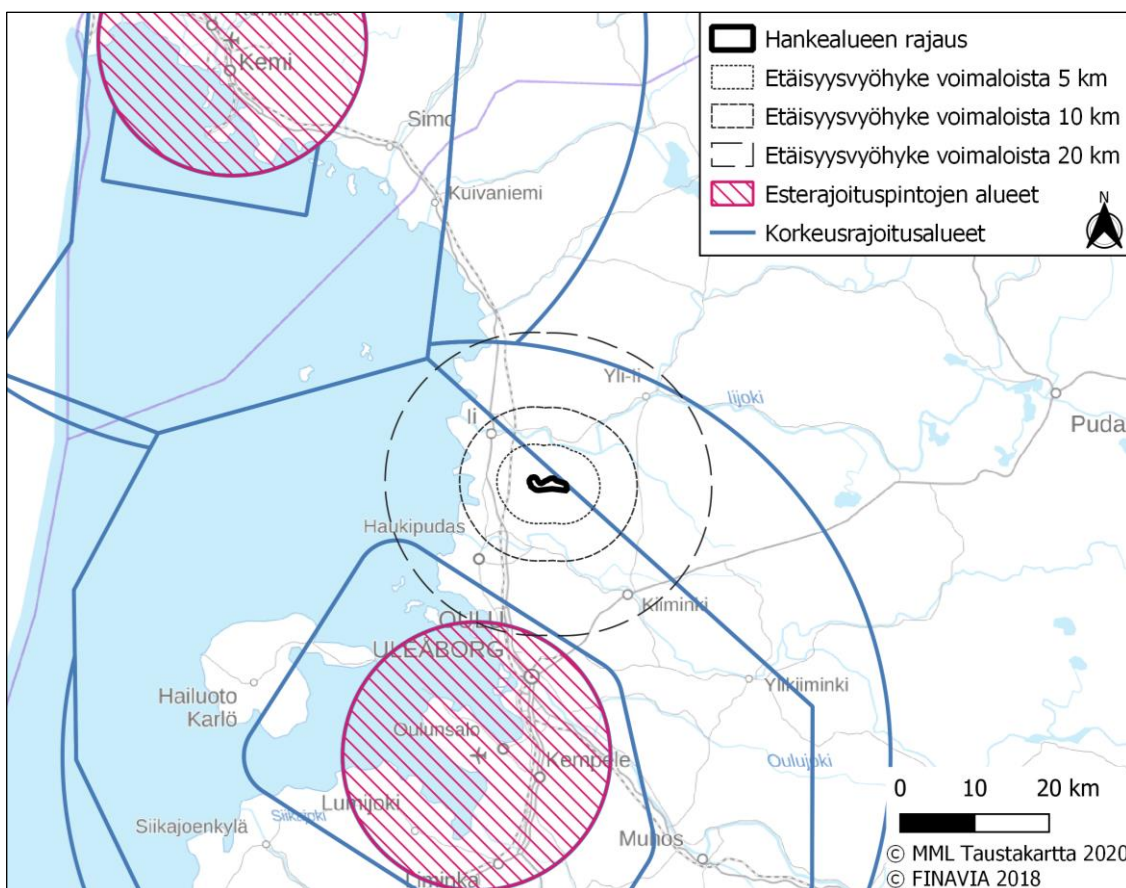 Kemi
Simo
Kuivaniemi
Hankealueen rajaus
Etäisyysvyöhyke voimaloista 5 km
Etäisyysvyöhyke voimaloista 10 km
Etäisyysvyöhyke voimaloista 20 km
Esterajoituspintojen alueet
Korkeusrajoitusalueet
N
Yli-Ii
Iijoki
Ii
Puda
Haukipudas
Kiiminki
OULU
ULEÅBORG
Hailuoto
Karlö
Ylikiiminki
Oulunsalo
Kempele
Oulujoki
Lumijoki
Siikajoki
Siikajoenkylä
Muhos
Liminka
0 10 20 km
© MML Taustakartta 2020
© FINAVIA 2018